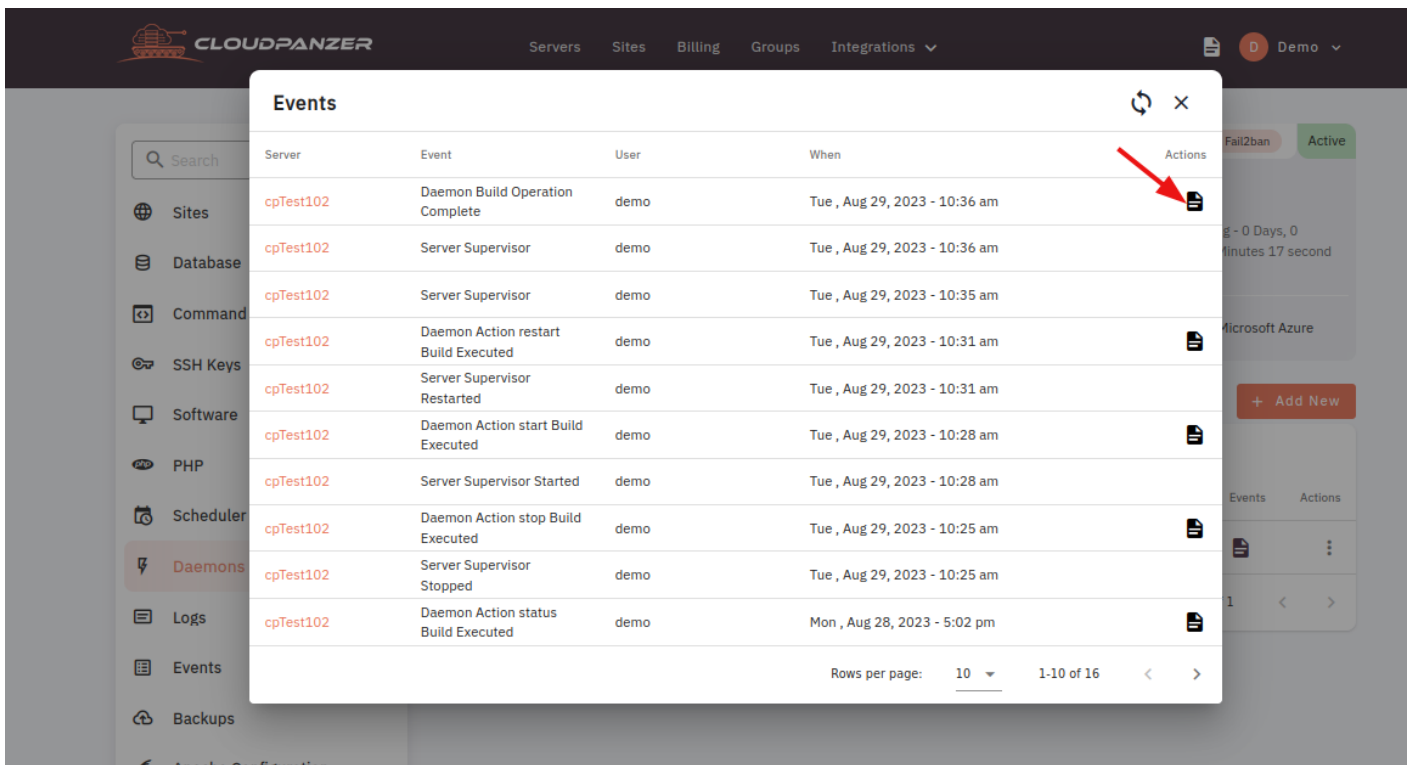 CLOUDPANZER
Servers Sites Billing Groups Integrations
D Demo
Events
Search
Sites
Database
Command
SSH Keys
Software
PHP
Scheduler
Daemons
Logs
Events
Backups
Server Event User When Actions
cpTest102 Daemon Build Operation Complete demo Tue , Aug 29, 2023 - 10:36 am
cpTest102 Server Supervisor demo Tue , Aug 29, 2023 - 10:36 am
cpTest102 Server Supervisor demo Tue , Aug 29, 2023 - 10:35 am
cpTest102 Daemon Action restart Build Executed demo Tue , Aug 29, 2023 - 10:31 am
cpTest102 Server Supervisor Restarted demo Tue , Aug 29, 2023 - 10:31 am
cpTest102 Daemon Action start Build Executed demo Tue , Aug 29, 2023 - 10:28 am
cpTest102 Server Supervisor Started demo Tue , Aug 29, 2023 - 10:28 am
cpTest102 Daemon Action stop Build Executed demo Tue , Aug 29, 2023 - 10:25 am
cpTest102 Server Supervisor Stopped demo Tue , Aug 29, 2023 - 10:25 am
cpTest102 Daemon Action status Build Executed demo Mon , Aug 28, 2023 - 5:02 pm
Rows per page: 10 1-10 of 16
Fail2ban Active
g - 0 Days, 0
Minutes 17 second
Microsoft Azure
+ Add New
Events Actions
1